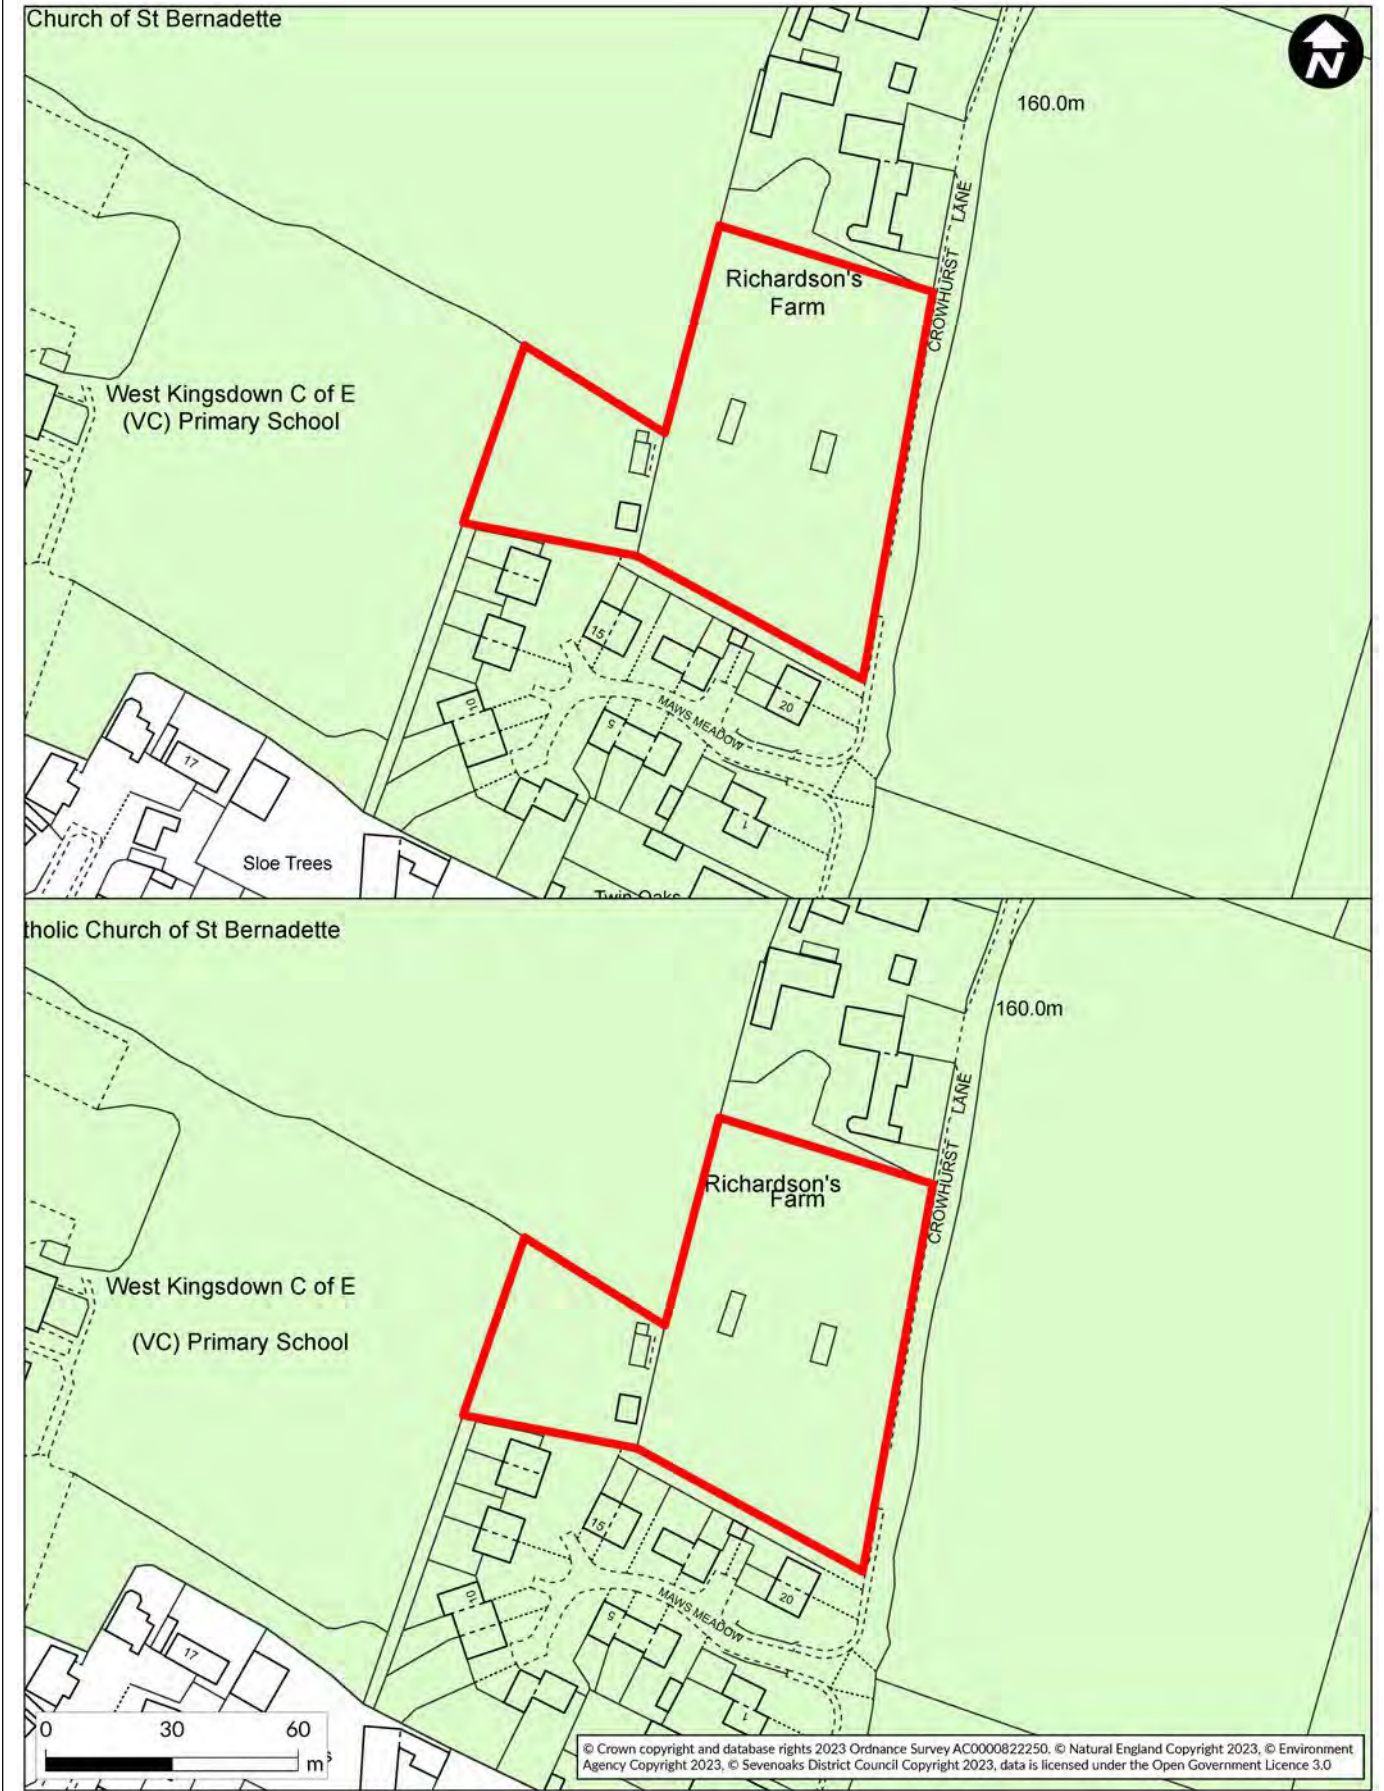 Church of St Bernadette
N
160.0m
CROWHURST LANE
Richardson's
Farm
West Kingsdown C of E
(VC) Primary School
15
20
10
MAWS MEADOW
5
17
1
Sloe Trees
Twin Oaks
tholic Church of St Bernadette
160.0m
CROWHURST LANE
Richardson's
Farm
West Kingsdown C of E
(VC) Primary School
15
20
10
MAWS MEADOW
5
17
1
0 30 60
m
© Crown copyright and database rights 2023 Ordnance Survey AC0000822250. © Natural England Copyright 2023, © Environment
Agency Copyright 2023, © Sevenoaks District Council Copyright 2023, data is licensed under the Open Government Licence 3.0